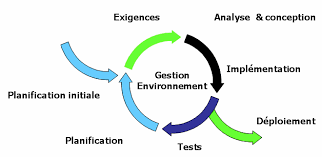 Exigences
Analyse & conception
Gestion
Environnement
Implémentation
Planification initiale
Déploiement
Planification
Tests